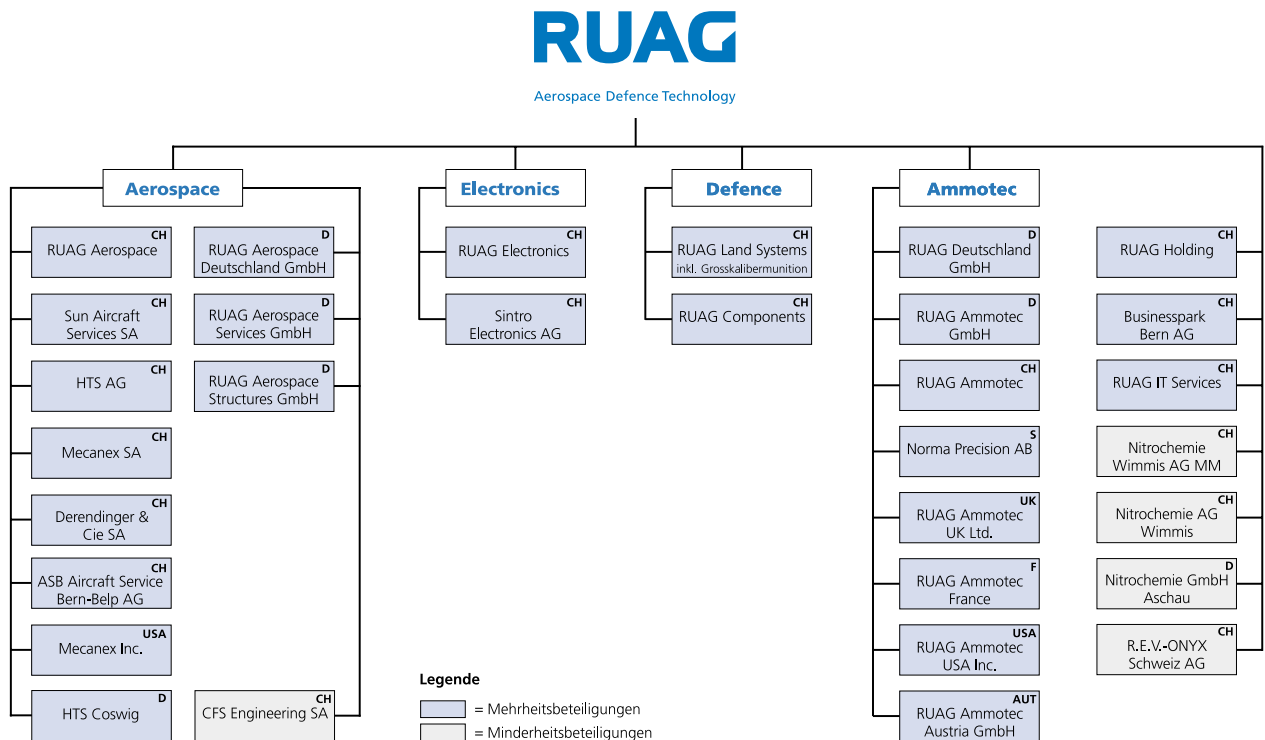 RUAG
Aerospace Defence Technology
Aerospace
Electronics
Defence
Ammotec
CH
RUAG Aerospace
CH
Sun Aircraft
Services SA
CH
HTS AG
CH
Mecanex SA
CH
Derendinger &
Cie SA
CH
ASB Aircraft Service
Bern-Belp AG
USA
Mecanex Inc.
D
HTS Coswig
D
RUAG Aerospace
Deutschland GmbH
D
RUAG Aerospace
Services GmbH
D
RUAG Aerospace
Structures GmbH
CH
CFS Engineering SA
CH
RUAG Electronics
CH
Sintro
Electronics AG
CH
RUAG Land Systems
inkl. Grosskalibermunition
CH
RUAG Components
D
RUAG Deutschland
GmbH
D
RUAG Ammotec
GmbH
CH
RUAG Ammotec
S
Norma Precision AB
UK
RUAG Ammotec
UK Ltd.
F
RUAG Ammotec
France
USA
RUAG Ammotec
USA Inc.
AUT
RUAG Ammotec
Austria GmbH
CH
RUAG Holding
CH
Businesspark
Bern AG
CH
RUAG IT Services
CH
Nitrochemie
Wimmis AG MM
CH
Nitrochemie AG
Wimmis
D
Nitrochemie GmbH
Aschau
CH
R.E.V.-ONYX
Schweiz AG
Legende
= Mehrheitsbeteiligungen
= Minderheitsbeteiligungen